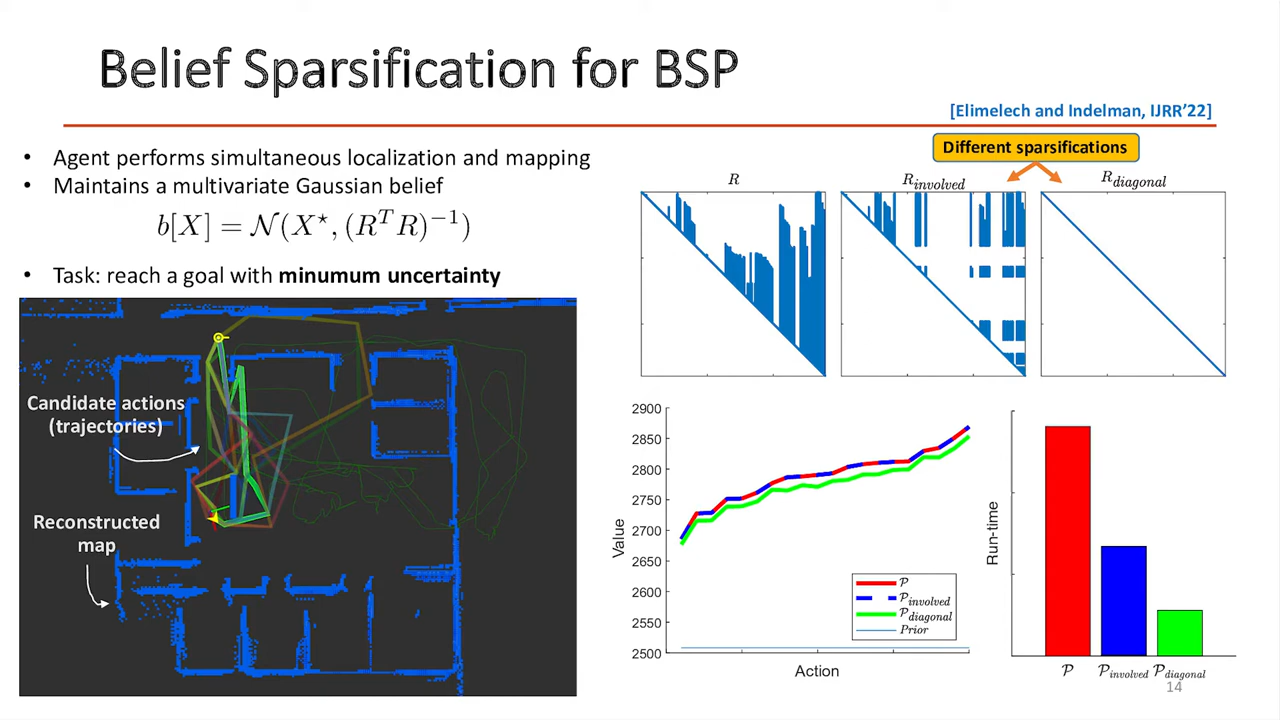 Belief Sparsification for BSP
[Elimelech and Indelman, IJRR'22]
• Agent performs simultaneous localization and mapping
• Maintains a multivariate Gaussian belief
b[X] = 𝒩(X⋆, (RᵀR)⁻¹)
• Task: reach a goal with minumum uncertainty
Candidate actions
(trajectories)
Reconstructed
map
Different sparsifications
R
R_involved
R_diagonal
2900
2850
2800
2750
2700
2650
2600
2550
2500
Value
Action
𝒫
𝒫_involved
𝒫_diagonal
Prior
Run-time
𝒫 𝒫_involved 𝒫_diagonal
14